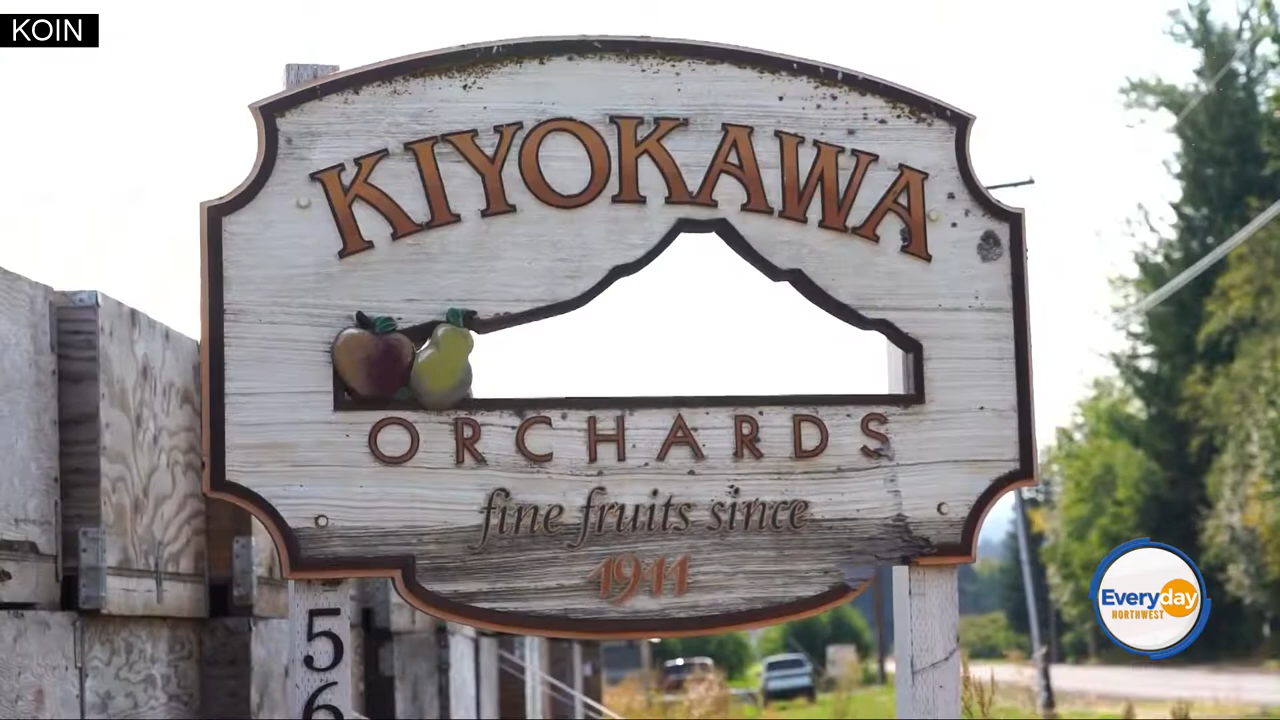 KOIN
KIYOKAWA
ORCHARDS
fine fruits since
1911
5
6
Everyday
NORTHWEST